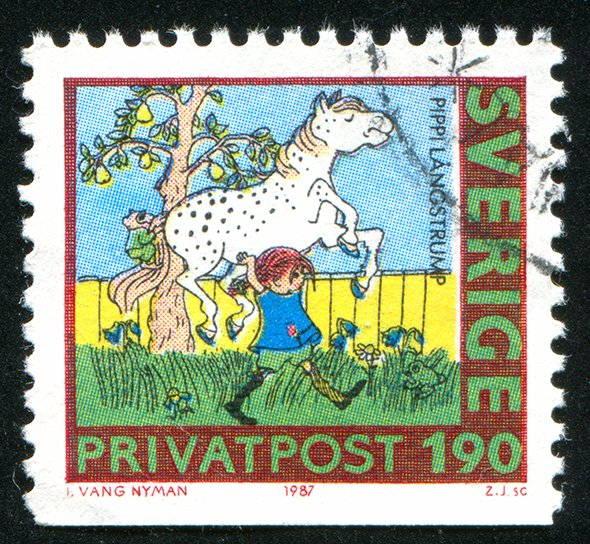 SVERIGE
PIPPI LÅNGSTRUMP
PRIVATPOST 190
I. VANG NYMAN 1987 Z.J. SC